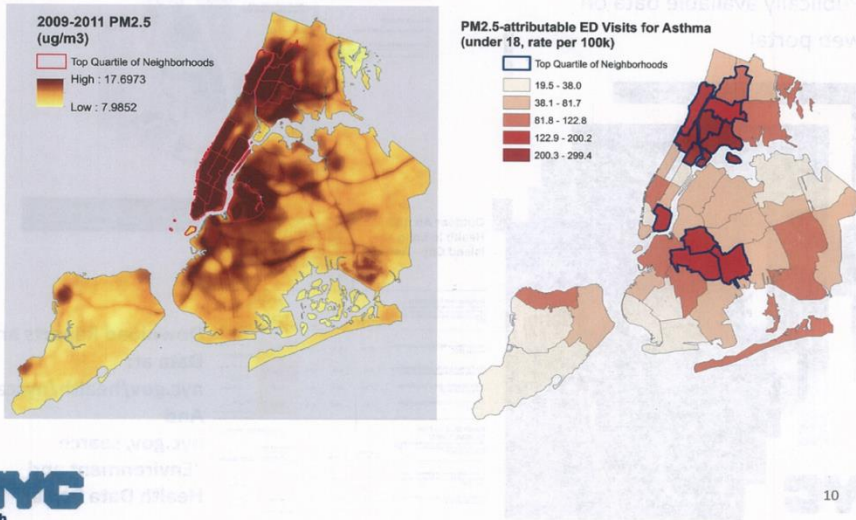 2009-2011 PM2.5
(ug/m3)
Top Quartile of Neighborhoods
High : 17.6973
Low : 7.9852
PM2.5-attributable ED Visits for Asthma
(under 18, rate per 100k)
Top Quartile of Neighborhoods
19.5 - 38.0
38.1 - 81.7
81.8 - 122.8
122.9 - 200.2
200.3 - 299.4
NYC
10